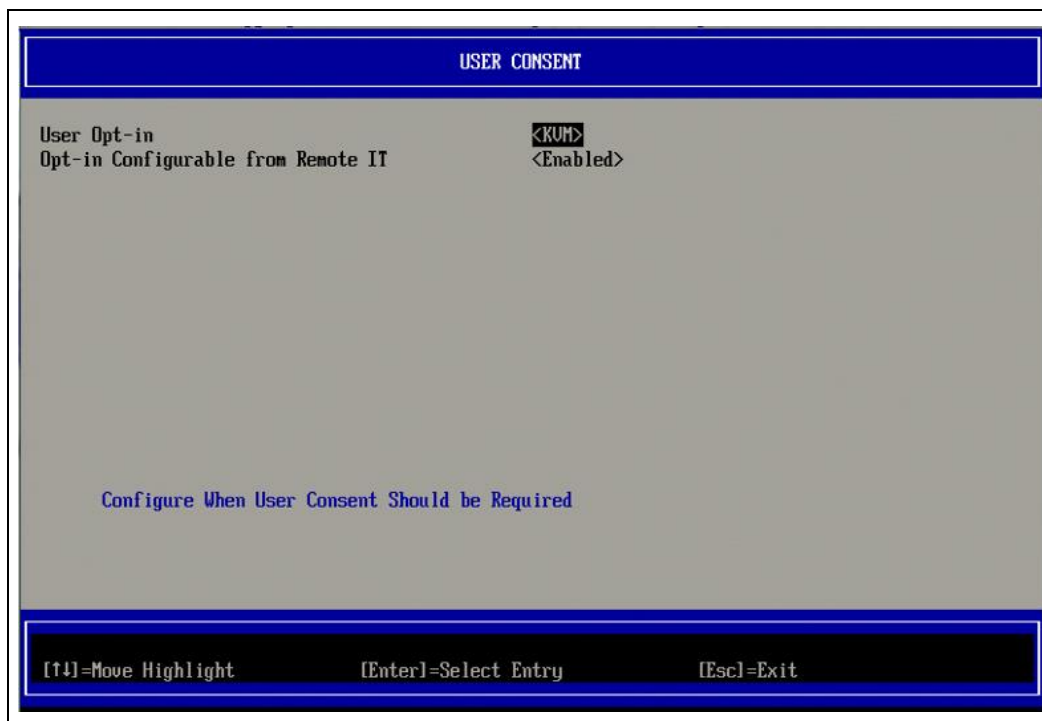 USER CONSENT
User Opt-in <KVM>
Opt-in Configurable from Remote IT <Enabled>
Configure When User Consent Should be Required
[↑↓]=Move Highlight [Enter]=Select Entry [Esc]=Exit